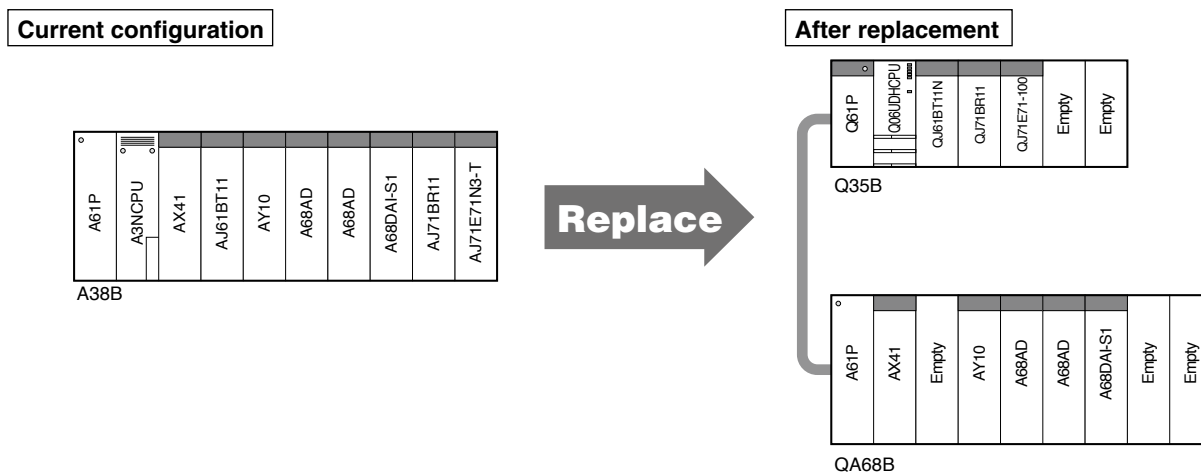 Current configuration
A61P
A3NCPU
AX41
AJ61BT11
AY10
A68AD
A68AD
A68DAI-S1
AJ71BR11
AJ71E71N3-T
A38B
Replace
After replacement
Q61P
Q06UDHCPU
QJ61BT11N
QJ71BR11
QJ71E71-100
Empty
Empty
Q35B
A61P
AX41
Empty
AY10
A68AD
A68AD
A68DAI-S1
Empty
Empty
QA68B